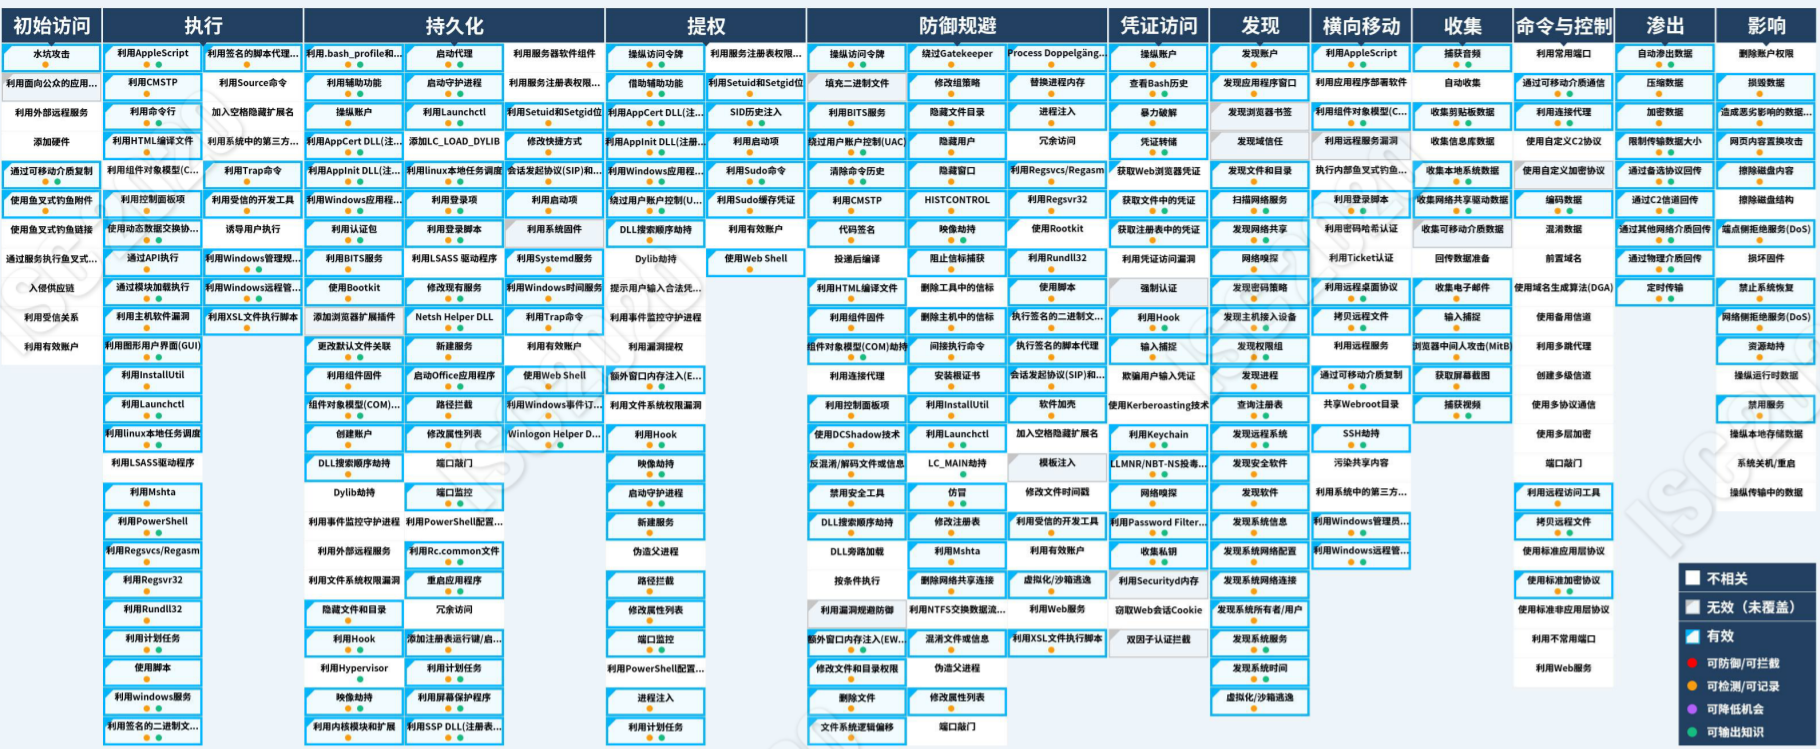 初始访问
水坑攻击
利用面向公众的应用...
利用外部远程服务
添加硬件
通过可移动介质复制
使用鱼叉式钓鱼附件
使用鱼叉式钓鱼链接
通过服务执行鱼叉式...
入侵供应链
利用受信关系
利用有效账户
执行
利用AppleScript
利用CMSTP
利用命令行
利用HTML编译文件
利用组件对象模型(C...
利用控制面板项
使用动态数据交换协...
通过API执行
通过模块加载执行
利用主机软件漏洞
利用图形用户界面(GUI)
利用InstallUtil
利用Launchctl
利用linux本地任务调度
利用LSASS驱动程序
利用Mshta
利用PowerShell
利用Regsvcs/Regasm
利用Regsvr32
利用Rundll32
利用计划任务
使用脚本
利用windows服务
利用签名的二进制文...
利用签名的脚本代理...
利用Source命令
加入空格隐藏扩展名
利用系统中的第三方...
利用Trap命令
利用受信的开发工具
诱导用户执行
利用Windows管理规...
利用Windows远程管...
利用XSL文件执行脚本
持久化
利用.bash_profile和...
利用辅助功能
操纵账户
利用AppCert DLL(注...
利用AppInit DLL(注...
利用Windows应用程...
利用认证包
利用BITS服务
使用Bootkit
添加浏览器扩展插件
更改默认文件关联
利用组件固件
组件对象模型(COM)...
创建账户
DLL搜索顺序劫持
Dylib劫持
利用事件监控守护进程
利用外部远程服务
利用文件系统权限漏洞
隐藏文件和目录
利用Hook
利用Hypervisor
映像劫持
利用内核模块和扩展
启动代理
启动守护进程
利用Launchctl
添加LC_LOAD_DYLIB
利用linux本地任务调度
利用登录项
利用登录脚本
利用LSASS 驱动程序
修改现有服务
Netsh Helper DLL
新建服务
启动Office应用程序
路径拦截
修改属性列表
端口敲门
端口监控
利用PowerShell配置...
利用Rc.common文件
重启应用程序
冗余访问
添加注册表运行键/启...
利用计划任务
利用屏幕保护程序
利用SSP DLL(注册表...
利用服务器软件组件
利用服务注册表权限...
利用Setuid和Setgid位
修改快捷方式
会话发起协议(SIP)和...
利用启动项
利用系统固件
利用Systemd服务
利用Windows时间服务
利用Trap命令
利用有效账户
使用Web Shell
利用Windows事件订...
Winlogon Helper D...
提权
操纵访问令牌
借助辅助功能
利用AppCert DLL(注...
利用AppInit DLL(注册...
利用Windows应用程...
绕过用户账户控制(U...
DLL搜索顺序劫持
Dylib劫持
提示用户输入合法凭...
利用事件监控守护进程
利用漏洞提权
额外窗口内存注入(E...
利用文件系统权限漏洞
利用Hook
映像劫持
启动守护进程
新建服务
伪造父进程
路径拦截
修改属性列表
端口监控
利用PowerShell配置...
进程注入
利用计划任务
利用服务注册表权限...
利用Setuid和Setgid位
SID历史注入
利用启动项
利用Sudo命令
利用Sudo缓存凭证
利用有效账户
使用Web Shell
防御规避
操纵访问令牌
填充二进制文件
利用BITS服务
绕过用户账户控制(UAC)
清除命令历史
利用CMSTP
代码签名
投递后编译
利用HTML编译文件
利用组件固件
组件对象模型(COM)劫持
利用连接代理
利用控制面板项
使用DCShadow技术
反混淆/解码文件或信息
禁用安全工具
DLL搜索顺序劫持
DLL旁路加载
按条件执行
利用漏洞规避防御
额外窗口内存注入(EW...
修改文件和目录权限
删除文件
文件系统逻辑偏移
绕过Gatekeeper
修改组策略
隐藏文件目录
隐藏用户
隐藏窗口
HISTCONTROL
映像劫持
阻止信标捕获
删除工具中的信标
删除主机中的信标
间接执行命令
安装根证书
利用InstallUtil
利用Launchctl
LC_MAIN劫持
仿冒
修改注册表
利用Mshta
删除网络共享连接
利用NTFS交换数据流...
混淆文件或信息
伪造父进程
修改属性列表
端口敲门
Process Doppelgäng...
替换进程内存
进程注入
冗余访问
利用Regsvcs/Regasm
利用Regsvr32
使用Rootkit
利用Rundll32
使用脚本
执行签名的二进制文...
执行签名的脚本代理
会话发起协议(SIP)和...
软件加壳
加入空格隐藏扩展名
模板注入
修改文件时间戳
利用受信的开发工具
利用有效账户
虚拟化/沙箱逃逸
利用Web服务
利用XSL文件执行脚本
凭证访问
操纵账户
查看Bash历史
暴力破解
凭证转储
获取Web浏览器凭证
获取文件中的凭证
获取注册表中的凭证
利用凭证访问漏洞
强制认证
利用Hook
输入捕捉
欺骗用户输入凭证
使用Kerberoasting技术
利用Keychain
LLMNR/NBT-NS投毒...
网络嗅探
利用Password Filter...
收集私钥
利用Securityd内存
窃取Web会话Cookie
双因子认证拦截
发现
发现账户
发现应用程序窗口
发现浏览器书签
发现域信任
发现文件和目录
扫描网络服务
发现网络共享
网络嗅探
发现密码策略
发现主机接入设备
发现权限组
发现进程
查询注册表
发现远程系统
发现安全软件
发现软件
发现系统信息
发现系统网络配置
发现系统网络连接
发现系统所有者/用户
发现系统服务
发现系统时间
虚拟化/沙箱逃逸
横向移动
利用AppleScript
利用应用程序部署软件
利用组件对象模型(C...
利用远程服务漏洞
执行内部鱼叉式钓鱼...
利用登录脚本
利用密码哈希认证
利用Ticket认证
利用远程桌面协议
拷贝远程文件
利用远程服务
通过可移动介质复制
共享Webroot目录
SSH劫持
污染共享内容
利用系统中的第三方...
利用Windows管理员...
利用Windows远程管...
收集
捕获音频
自动收集
收集剪贴板数据
收集信息库数据
收集本地系统数据
收集网络共享驱动数据
收集可移动介质数据
回传数据准备
收集电子邮件
输入捕捉
浏览器中间人攻击(MitB)
获取屏幕截图
捕获视频
命令与控制
利用常用端口
通过可移动介质通信
利用连接代理
使用自定义C2协议
使用自定义加密协议
编码数据
混淆数据
前置域名
使用域名生成算法(DGA)
使用备用信道
利用多跳代理
创建多级信道
使用多协议通信
使用多层加密
端口敲门
利用远程访问工具
拷贝远程文件
使用标准应用层协议
使用标准加密协议
使用标准非应用层协议
利用不常用端口
利用Web服务
渗出
自动渗出数据
压缩数据
加密数据
限制传输数据大小
通过备选协议回传
通过C2信道回传
通过其他网络介质回传
通过物理介质回传
定时传输
影响
删除账户权限
损毁数据
造成恶劣影响的数据...
网页内容置换攻击
擦除磁盘内容
擦除磁盘结构
端点侧拒绝服务(DoS)
损坏固件
禁止系统恢复
网络侧拒绝服务(DoS)
资源劫持
操纵运行时数据
禁用服务
操纵本地存储数据
系统关机/重启
操纵传输中的数据
不相关
无效（未覆盖）
有效
可防御/可拦截
可检测/可记录
可降低机会
可输出知识
ISC2020